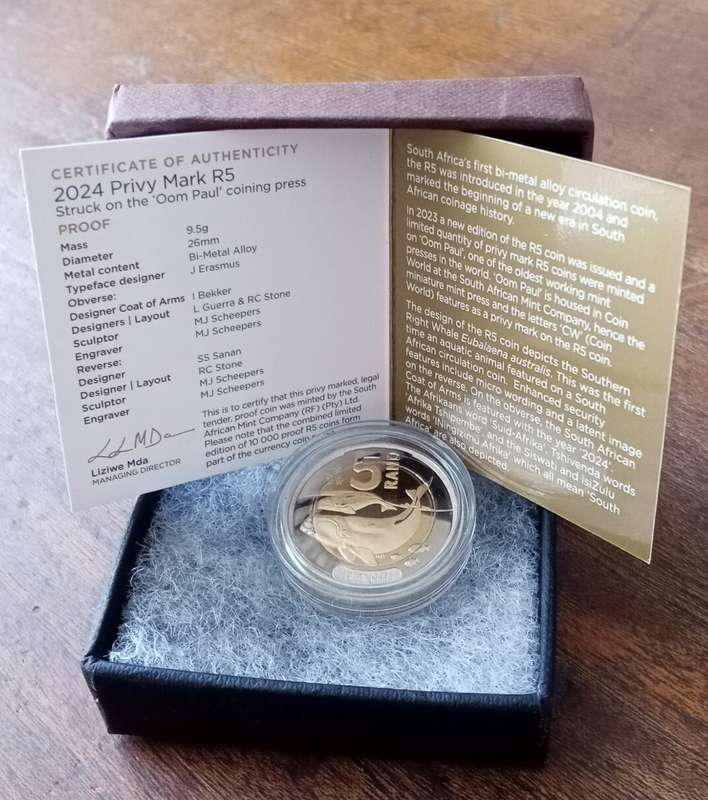 CERTIFICATE OF AUTHENTICITY
2024 Privy Mark R5
Struck on the 'Oom Paul' coining press
PROOF
Mass 9.5g
Diameter 26mm
Metal content Bi-Metal Alloy
Typeface designer J Erasmus
Obverse:
Designer Coat of Arms I Bekker
Designers | Layout L Guerra & RC Stone
Sculptor MJ Scheepers
Engraver MJ Scheepers
Reverse:
Designer SS Sanan
Designer | Layout RC Stone
Sculptor MJ Scheepers
Engraver MJ Scheepers
This is to certify that this privy marked, legal
tender, proof coin was minted by the South
African Mint Company (RF) (Pty) Ltd.
Please note that the combined limited
edition of 10 000 proof R5 coins form
part of the currency coin
Liziwe Mda
MANAGING DIRECTOR
South Africa's first bi-metal alloy circulation coin,
the R5 was introduced in the year 2004 and
marked the beginning of a new era in South
African coinage history.
In 2023 a new edition of the R5 coin was issued and a
limited quantity of privy mark R5 coins were minted
on 'Oom Paul', one of the oldest working mint
presses in the world. 'Oom Paul' is housed in Coin
World at the South African Mint Company, hence the
miniature mint press and the letters 'CW' (Coin
World) features as a privy mark on the R5 coin.
The design of the R5 coin depicts the Southern
Right Whale Eubalaena australis. This was the first
time an aquatic animal featured on a South
African circulation coin. Enhanced security
features include micro wording and a latent image
on the reverse. On the obverse, the South African
Coat of Arms is featured with the year '2024'.
The Afrikaans word 'Suid-Afrika', Tshivenda words
'Afrika Tshipembe' and the Siswati and isiZulu
words 'iNingizimu Afrika' which all mean 'South
Africa' are also depicted.
5
RAND